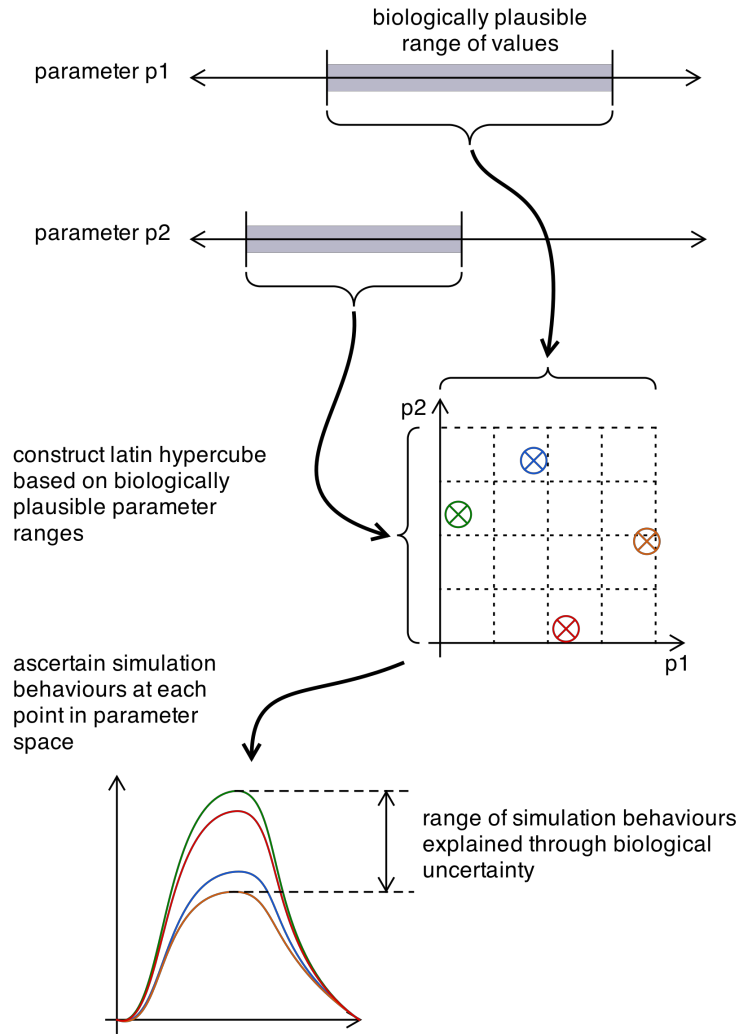 biologically plausible
range of values
parameter p1
parameter p2
p2
construct latin hypercube
based on biologically
plausible parameter
ranges
p1
ascertain simulation
behaviours at each
point in parameter
space
range of simulation behaviours
explained through biological
uncertainty